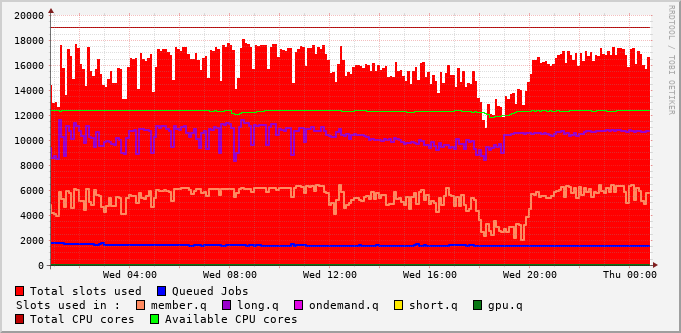 20000
18000
16000
14000
12000
10000
8000
6000
4000
2000
0
Wed 04:00 Wed 08:00 Wed 12:00 Wed 16:00 Wed 20:00 Thu 00:00
RRDTOOL / TOBI OETIKER
Total slots used Queued Jobs
Slots used in : member.q long.q ondemand.q short.q gpu.q
Total CPU cores Available CPU cores